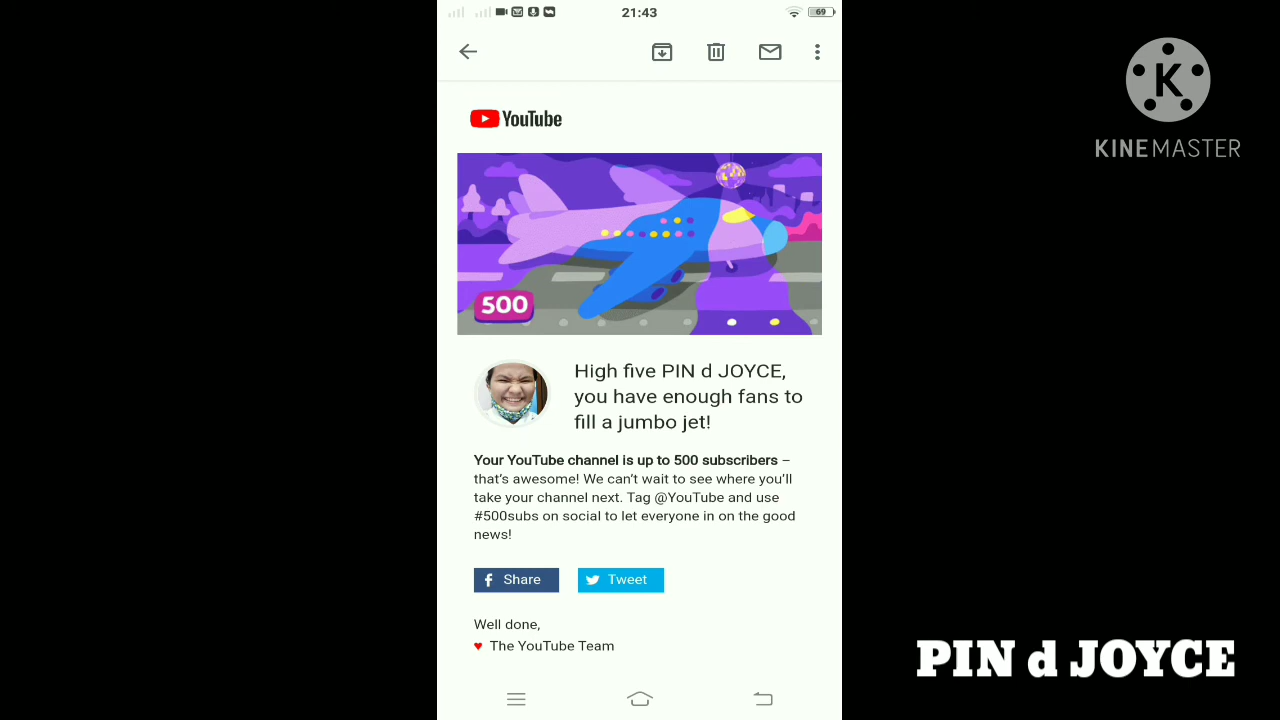 21:43
69
K
KINEMASTER
YouTube
500
High five PIN d JOYCE,
you have enough fans to
fill a jumbo jet!
Your YouTube channel is up to 500 subscribers –
that's awesome! We can't wait to see where you'll
take your channel next. Tag @YouTube and use
#500subs on social to let everyone in on the good
news!
f Share
Tweet
Well done,
♥ The YouTube Team
PIN d JOYCE